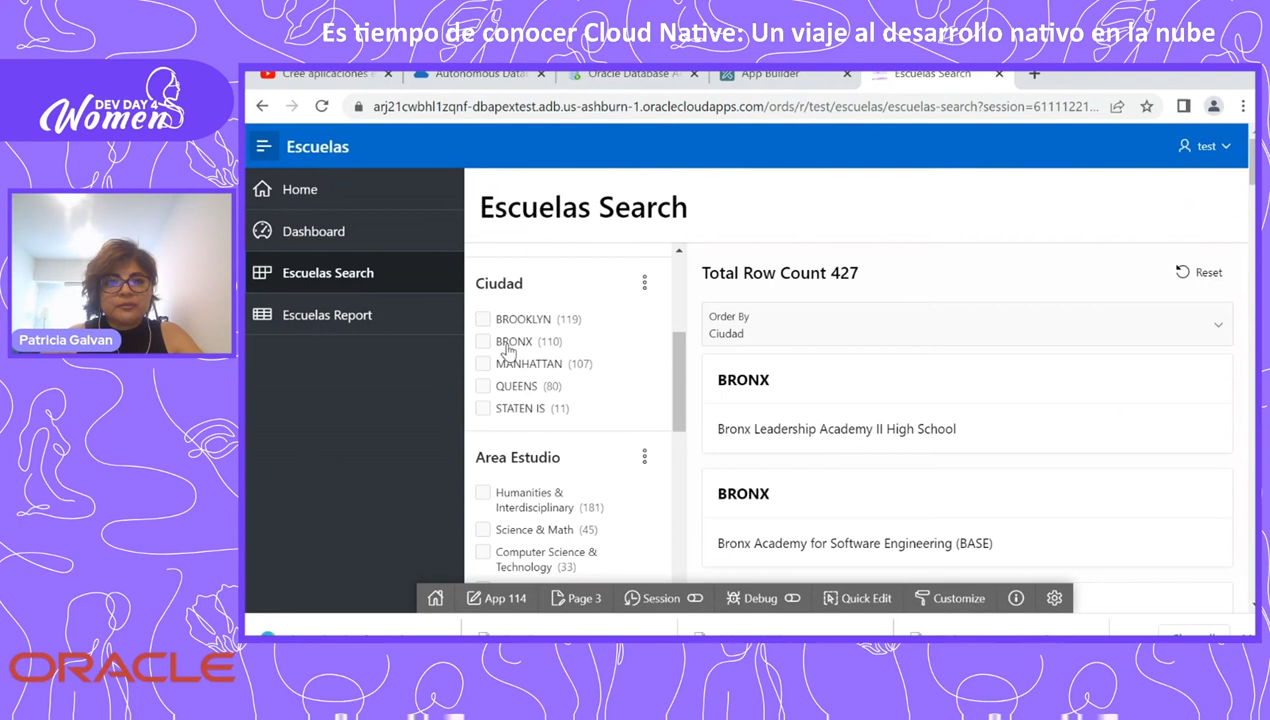 Es tiempo de conocer Cloud Native: Un viaje al desarrollo nativo en la nube
DEV DAY 4
Women
Patricia Galvan
ORACLE
Cree aplicaciones
Autonomous Data
Oracle Database A
App Builder
Escuelas Search
arj21cwbhl1zqnf-dbapextest.adb.us-ashburn-1.oraclecloudapps.com/ords/r/test/escuelas/escuelas-search?session=61111221...
Escuelas
test
Home
Dashboard
Escuelas Search
Escuelas Report
Escuelas Search
Ciudad
BROOKLYN (119)
BRONX (110)
MANHATTAN (107)
QUEENS (80)
STATEN IS (11)
Area Estudio
Humanities &
Interdisciplinary (181)
Science & Math (45)
Computer Science &
Technology (33)
Total Row Count 427
Reset
Order By
Ciudad
BRONX
Bronx Leadership Academy II High School
BRONX
Bronx Academy for Software Engineering (BASE)
App 114
Page 3
Session
Debug
Quick Edit
Customize